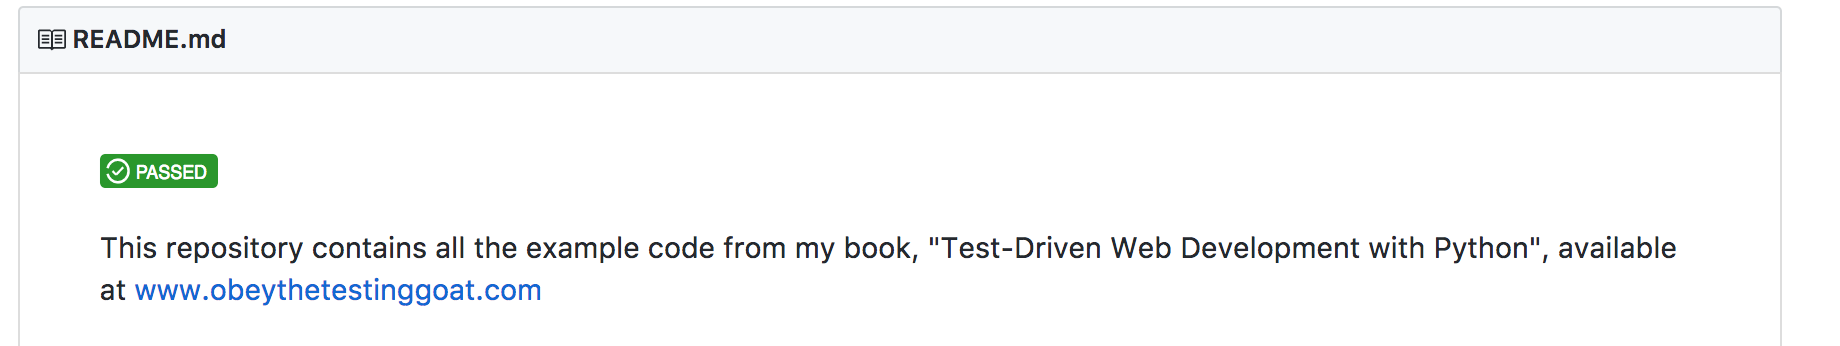 README.md
PASSED
This repository contains all the example code from my book, "Test-Driven Web Development with Python", available
at www.obeythetestinggoat.com